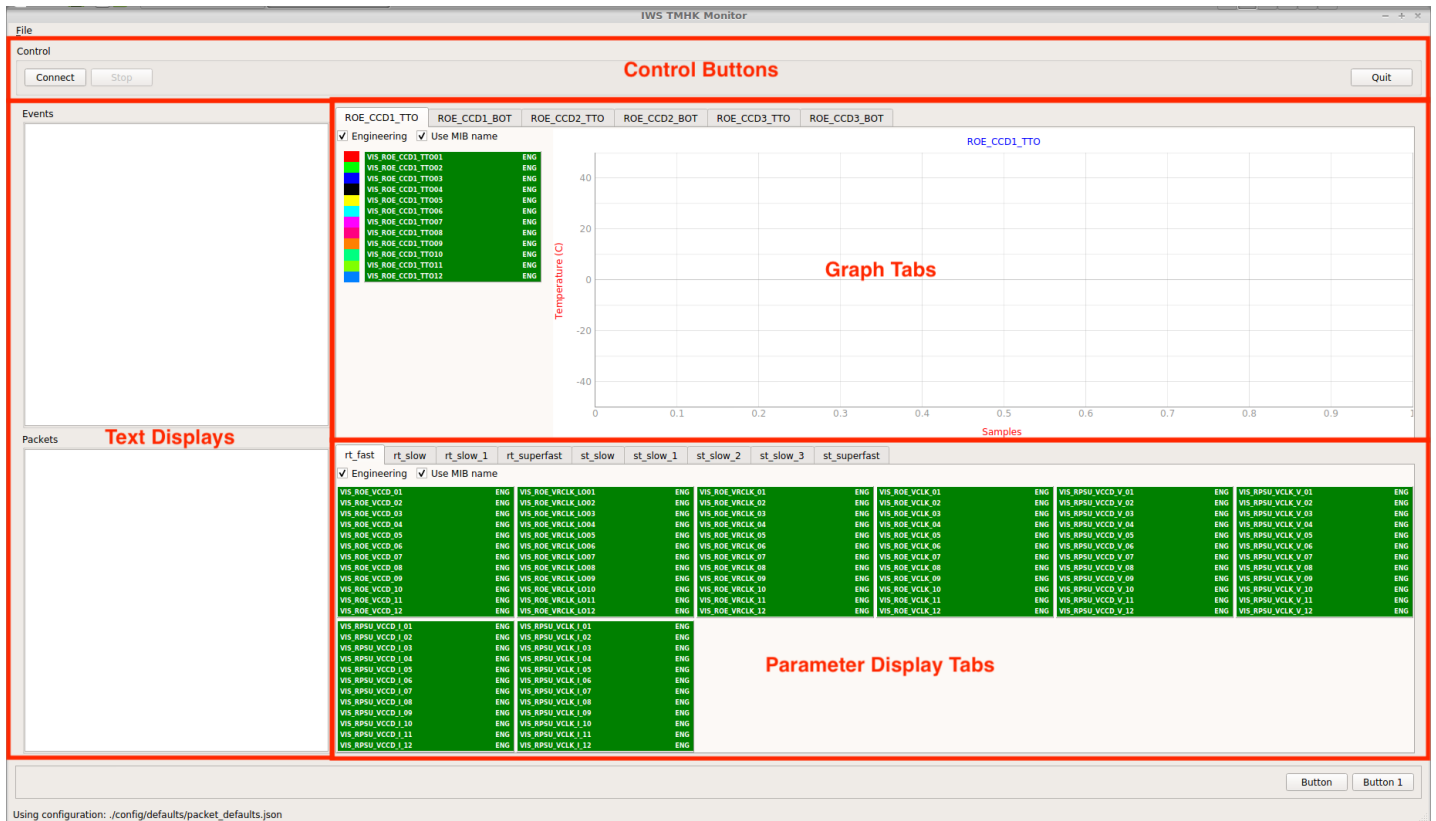 IWS TMHK Monitor
File
Control
Connect Stop Control Buttons Quit
Events
ROE_CCD1_TTO ROE_CCD1_BOT ROE_CCD2_TTO ROE_CCD2_BOT ROE_CCD3_TTO ROE_CCD3_BOT
Engineering Use MIB name
ROE_CCD1_TTO
VIS_ROE_CCD1_TTO01 ENG
VIS_ROE_CCD1_TTO02 ENG
VIS_ROE_CCD1_TTO03 ENG
VIS_ROE_CCD1_TTO04 ENG
VIS_ROE_CCD1_TTO05 ENG
VIS_ROE_CCD1_TTO06 ENG
VIS_ROE_CCD1_TTO07 ENG
VIS_ROE_CCD1_TTO08 ENG
VIS_ROE_CCD1_TTO09 ENG
VIS_ROE_CCD1_TTO10 ENG
VIS_ROE_CCD1_TTO11 ENG
VIS_ROE_CCD1_TTO12 ENG
Temperature (C)
40
20
0
-20
-40
Graph Tabs
0 0.1 0.2 0.3 0.4 0.5 0.6 0.7 0.8 0.9 1
Samples
Text Displays
Packets
rt_fast rt_slow rt_slow_1 rt_superfast st_slow st_slow_1 st_slow_2 st_slow_3 st_superfast
Engineering Use MIB name
VIS_ROE_VCCD_01 ENG VIS_ROE_VRCLK_LO01 ENG VIS_ROE_VRCLK_01 ENG VIS_ROE_VCLK_01 ENG VIS_RPSU_VCCD_V_01 ENG VIS_RPSU_VCLK_V_01 ENG
VIS_ROE_VCCD_02 ENG VIS_ROE_VRCLK_LO02 ENG VIS_ROE_VRCLK_02 ENG VIS_ROE_VCLK_02 ENG VIS_RPSU_VCCD_V_02 ENG VIS_RPSU_VCLK_V_02 ENG
VIS_ROE_VCCD_03 ENG VIS_ROE_VRCLK_LO03 ENG VIS_ROE_VRCLK_03 ENG VIS_ROE_VCLK_03 ENG VIS_RPSU_VCCD_V_03 ENG VIS_RPSU_VCLK_V_03 ENG
VIS_ROE_VCCD_04 ENG VIS_ROE_VRCLK_LO04 ENG VIS_ROE_VRCLK_04 ENG VIS_ROE_VCLK_04 ENG VIS_RPSU_VCCD_V_04 ENG VIS_RPSU_VCLK_V_04 ENG
VIS_ROE_VCCD_05 ENG VIS_ROE_VRCLK_LO05 ENG VIS_ROE_VRCLK_05 ENG VIS_ROE_VCLK_05 ENG VIS_RPSU_VCCD_V_05 ENG VIS_RPSU_VCLK_V_05 ENG
VIS_ROE_VCCD_06 ENG VIS_ROE_VRCLK_LO06 ENG VIS_ROE_VRCLK_06 ENG VIS_ROE_VCLK_06 ENG VIS_RPSU_VCCD_V_06 ENG VIS_RPSU_VCLK_V_06 ENG
VIS_ROE_VCCD_07 ENG VIS_ROE_VRCLK_LO07 ENG VIS_ROE_VRCLK_07 ENG VIS_ROE_VCLK_07 ENG VIS_RPSU_VCCD_V_07 ENG VIS_RPSU_VCLK_V_07 ENG
VIS_ROE_VCCD_08 ENG VIS_ROE_VRCLK_LO08 ENG VIS_ROE_VRCLK_08 ENG VIS_ROE_VCLK_08 ENG VIS_RPSU_VCCD_V_08 ENG VIS_RPSU_VCLK_V_08 ENG
VIS_ROE_VCCD_09 ENG VIS_ROE_VRCLK_LO09 ENG VIS_ROE_VRCLK_09 ENG VIS_ROE_VCLK_09 ENG VIS_RPSU_VCCD_V_09 ENG VIS_RPSU_VCLK_V_09 ENG
VIS_ROE_VCCD_10 ENG VIS_ROE_VRCLK_LO10 ENG VIS_ROE_VRCLK_10 ENG VIS_ROE_VCLK_10 ENG VIS_RPSU_VCCD_V_10 ENG VIS_RPSU_VCLK_V_10 ENG
VIS_ROE_VCCD_11 ENG VIS_ROE_VRCLK_LO11 ENG VIS_ROE_VRCLK_11 ENG VIS_ROE_VCLK_11 ENG VIS_RPSU_VCCD_V_11 ENG VIS_RPSU_VCLK_V_11 ENG
VIS_ROE_VCCD_12 ENG VIS_ROE_VRCLK_LO12 ENG VIS_ROE_VRCLK_12 ENG VIS_ROE_VCLK_12 ENG VIS_RPSU_VCCD_V_12 ENG VIS_RPSU_VCLK_V_12 ENG
VIS_RPSU_VCCD_I_01 ENG VIS_RPSU_VCLK_I_01 ENG
VIS_RPSU_VCCD_I_02 ENG VIS_RPSU_VCLK_I_02 ENG
VIS_RPSU_VCCD_I_03 ENG VIS_RPSU_VCLK_I_03 ENG
VIS_RPSU_VCCD_I_04 ENG VIS_RPSU_VCLK_I_04 ENG
VIS_RPSU_VCCD_I_05 ENG VIS_RPSU_VCLK_I_05 ENG
VIS_RPSU_VCCD_I_06 ENG VIS_RPSU_VCLK_I_06 ENG
VIS_RPSU_VCCD_I_07 ENG VIS_RPSU_VCLK_I_07 ENG
VIS_RPSU_VCCD_I_08 ENG VIS_RPSU_VCLK_I_08 ENG
VIS_RPSU_VCCD_I_09 ENG VIS_RPSU_VCLK_I_09 ENG
VIS_RPSU_VCCD_I_10 ENG VIS_RPSU_VCLK_I_10 ENG
VIS_RPSU_VCCD_I_11 ENG VIS_RPSU_VCLK_I_11 ENG
VIS_RPSU_VCCD_I_12 ENG VIS_RPSU_VCLK_I_12 ENG
Parameter Display Tabs
Button Button 1
Using configuration: ./config/defaults/packet_defaults.json